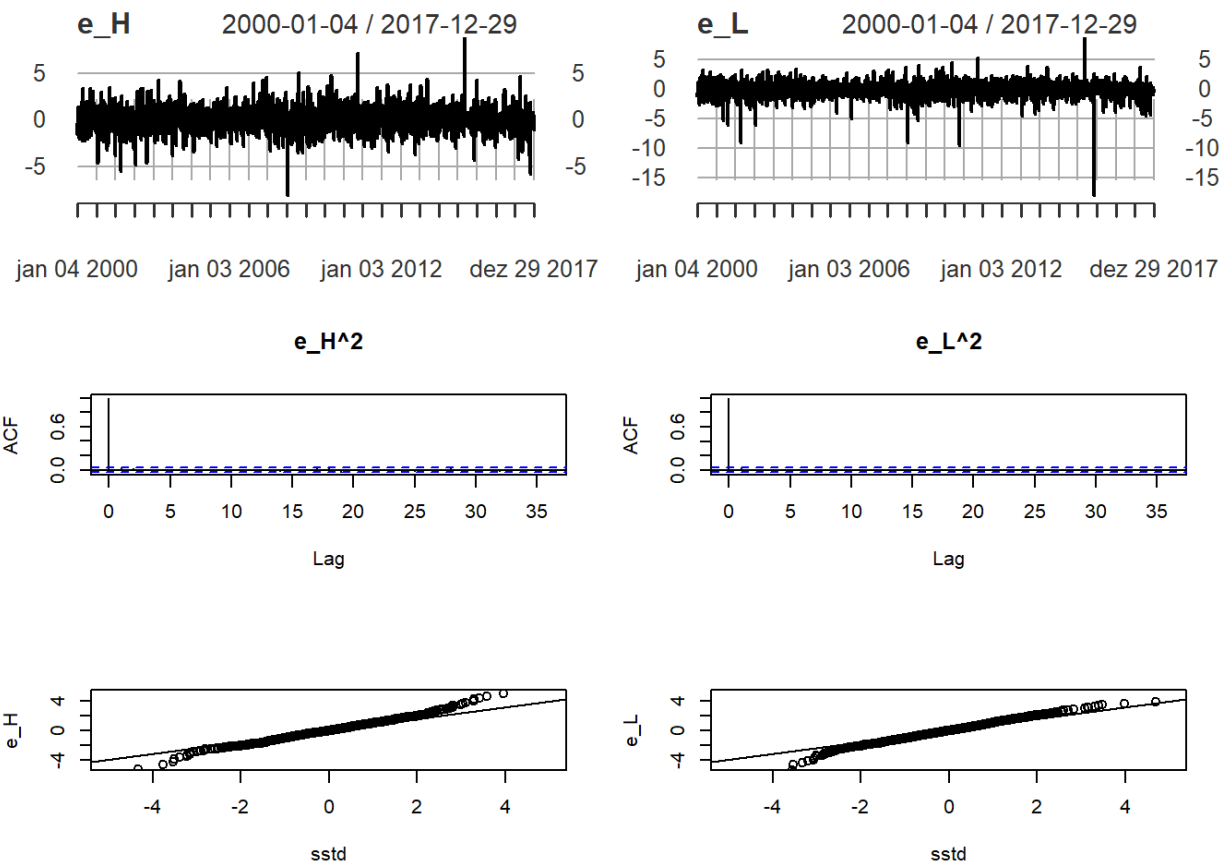 e_H 2000-01-04 / 2017-12-29
5 5
0 0
-5 -5
jan 04 2000 jan 03 2006 jan 03 2012 dez 29 2017
e_L 2000-01-04 / 2017-12-29
5 5
0 0
-5 -5
-10 -10
-15 -15
jan 04 2000 jan 03 2006 jan 03 2012 dez 29 2017
e_H^2
ACF
0.6
0.0
0 5 10 15 20 25 30 35
Lag
e_L^2
ACF
0.6
0.0
0 5 10 15 20 25 30 35
Lag
e_H
4
0
-4
-4 -2 0 2 4
sstd
e_L
4
0
-4
-4 -2 0 2 4
sstd